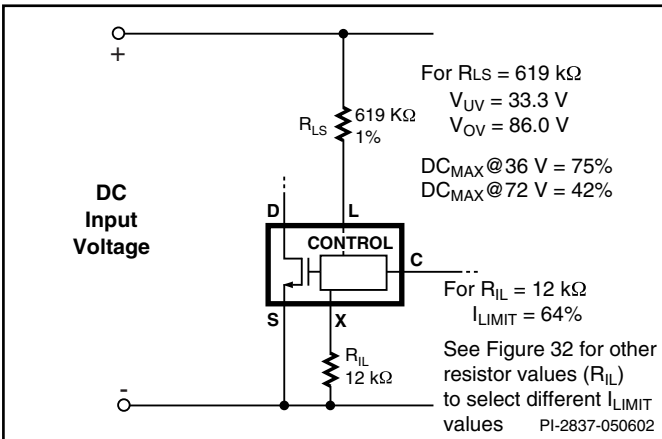 +
For RLS = 619 kΩ
VUV = 33.3 V
VOV = 86.0 V
RLS
619 KΩ
1%
DCMAX@36 V = 75%
DCMAX@72 V = 42%
DC
Input
Voltage
D
L
CONTROL
C
S
X
For RIL = 12 kΩ
ILIMIT = 64%
RIL
12 kΩ
See Figure 32 for other
resistor values (RIL)
to select different ILIMIT
values
PI-2837-050602
-